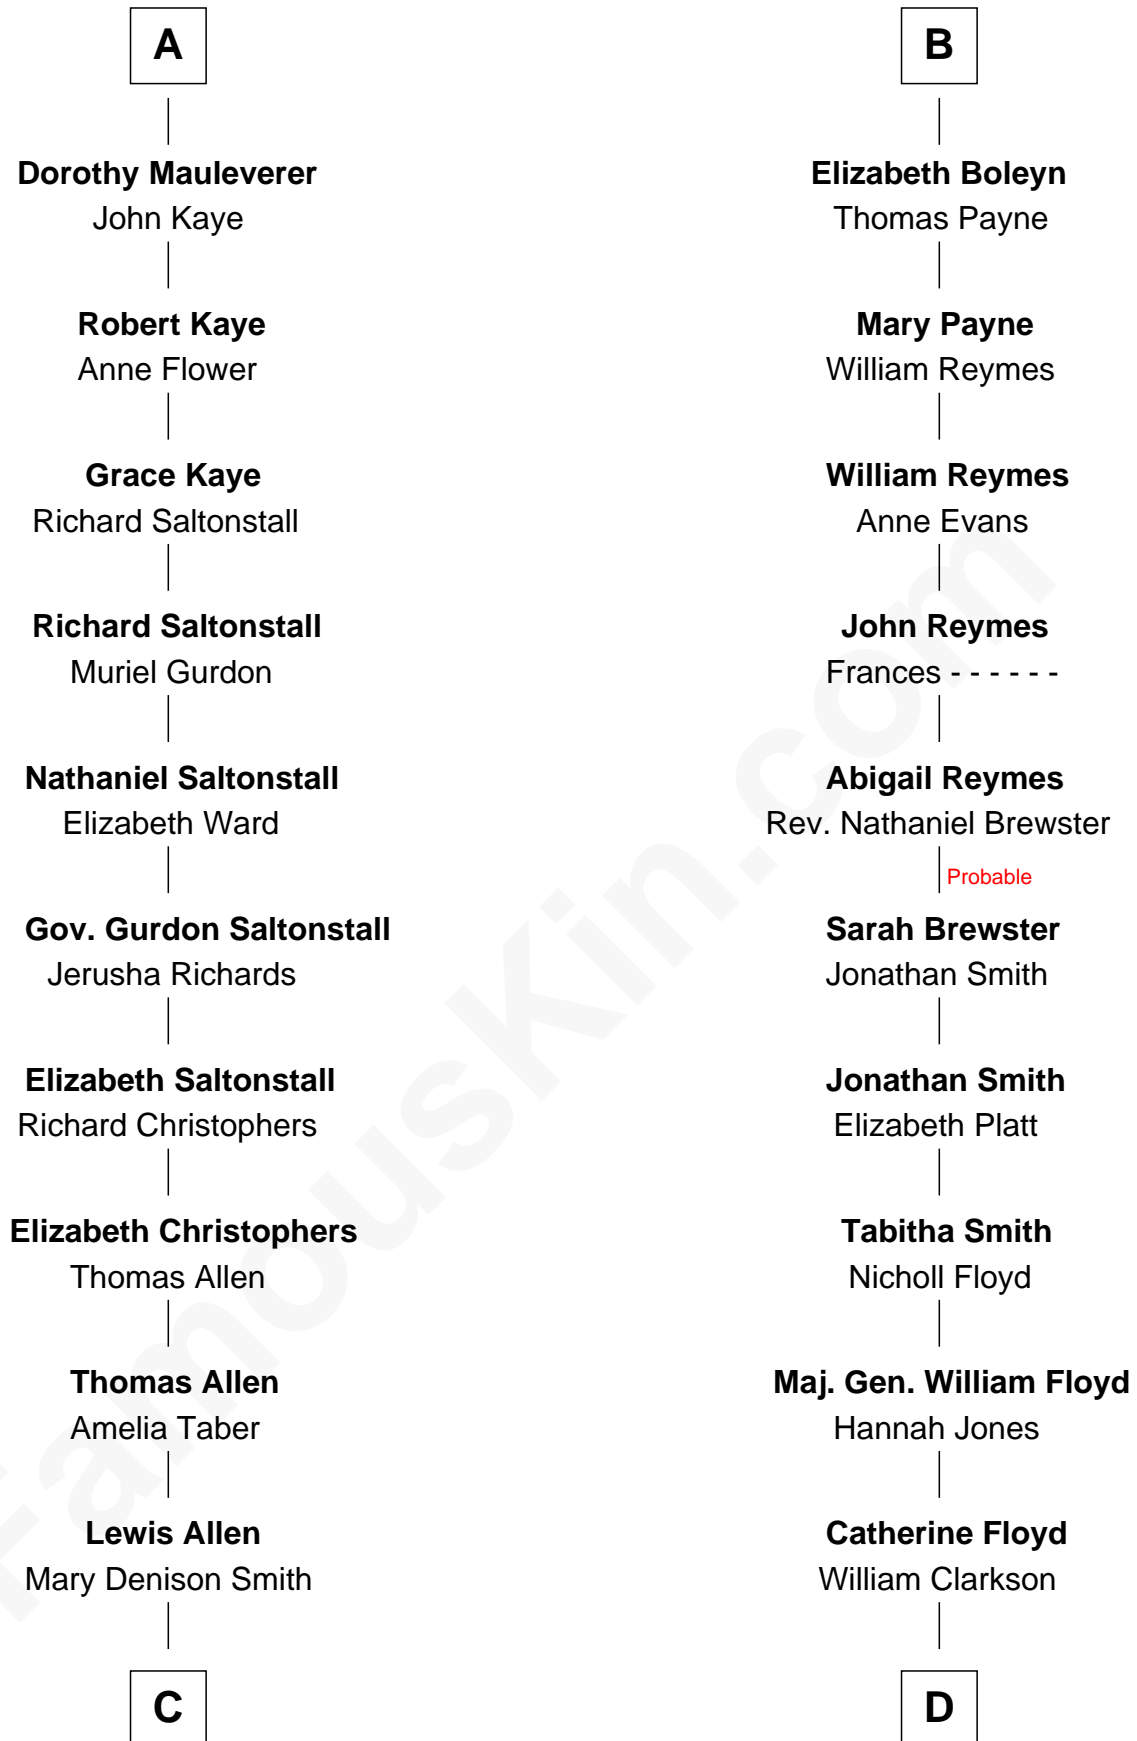 A
Dorothy Mauleverer
John Kaye
Robert Kaye
Anne Flower
Grace Kaye
Richard Saltonstall
Richard Saltonstall
Muriel Gurdon
Nathaniel Saltonstall
Elizabeth Ward
Gov. Gurdon Saltonstall
Jerusha Richards
Elizabeth Saltonstall
Richard Christophers
Elizabeth Christophers
Thomas Allen
Thomas Allen
Amelia Taber
Lewis Allen
Mary Denison Smith
C
B
Elizabeth Boleyn
Thomas Payne
Mary Payne
William Reymes
William Reymes
Anne Evans
John Reymes
Frances - - - - - -
Abigail Reymes
Rev. Nathaniel Brewster
Probable
Sarah Brewster
Jonathan Smith
Jonathan Smith
Elizabeth Platt
Tabitha Smith
Nicholl Floyd
Maj. Gen. William Floyd
Hannah Jones
Catherine Floyd
William Clarkson
D
FamousKin.com